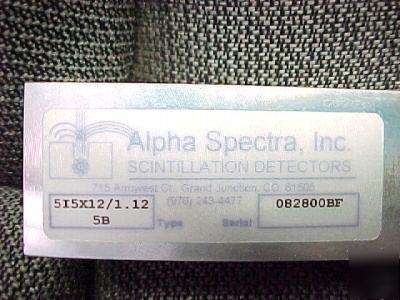 Alpha Spectra, Inc.
SCINTILLATION DETECTORS
715 Arrowest Ct., Grand Junction, CO. 81505
(970) 243-4477
5I5X12/1.12
5B
Type
Serial
082800BF